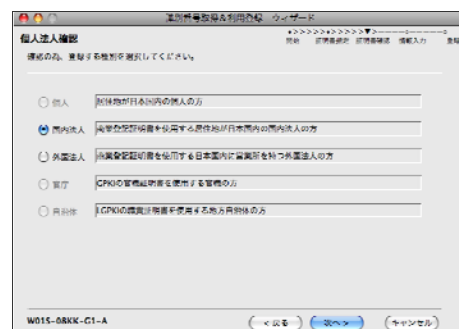 識別番号取得&利用登録 ウィザード
個人法人確認
開始 証明書設定 証明書確認 情報入力 登録
確認の為、登録する種別を選択してください。
個人 居住地が日本国内の個人の方
国内法人 商業登記証明書を使用する居住地が日本国内の国内法人の方
外国法人 商業登記証明書を使用する日本国内に営業所を持つ外国法人の方
官庁 GPKIの官職証明書を使用する官職の方
自治体 LGPKIの職責証明書を使用する地方自治体の方
W015-08KK-G1-A
< 戻る 次へ > キャンセル